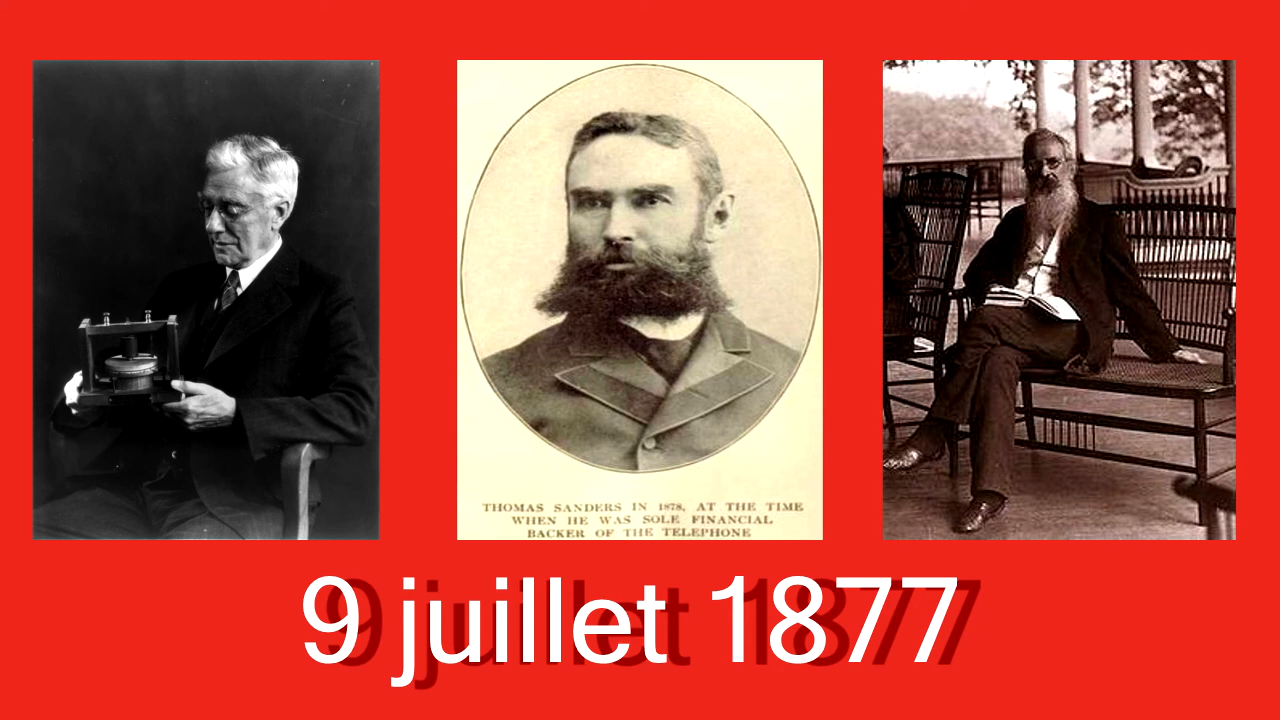 THOMAS SANDERS IN 1878, AT THE TIME
WHEN HE WAS SOLE FINANCIAL
BACKER OF THE TELEPHONE
9 juillet 1877